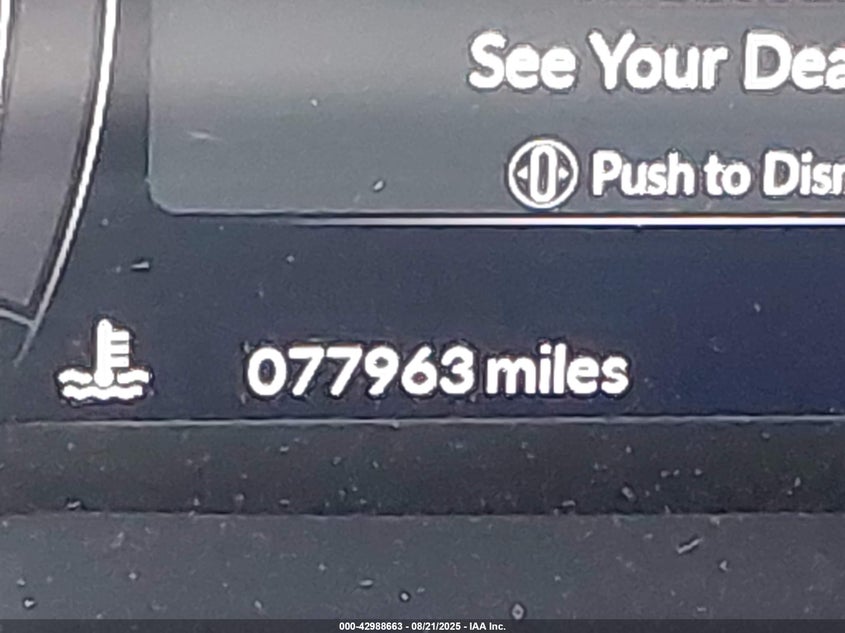 See Your Dea
Push to Dism
077963 miles
000-42988663 - 08/21/2025 - IAA Inc.